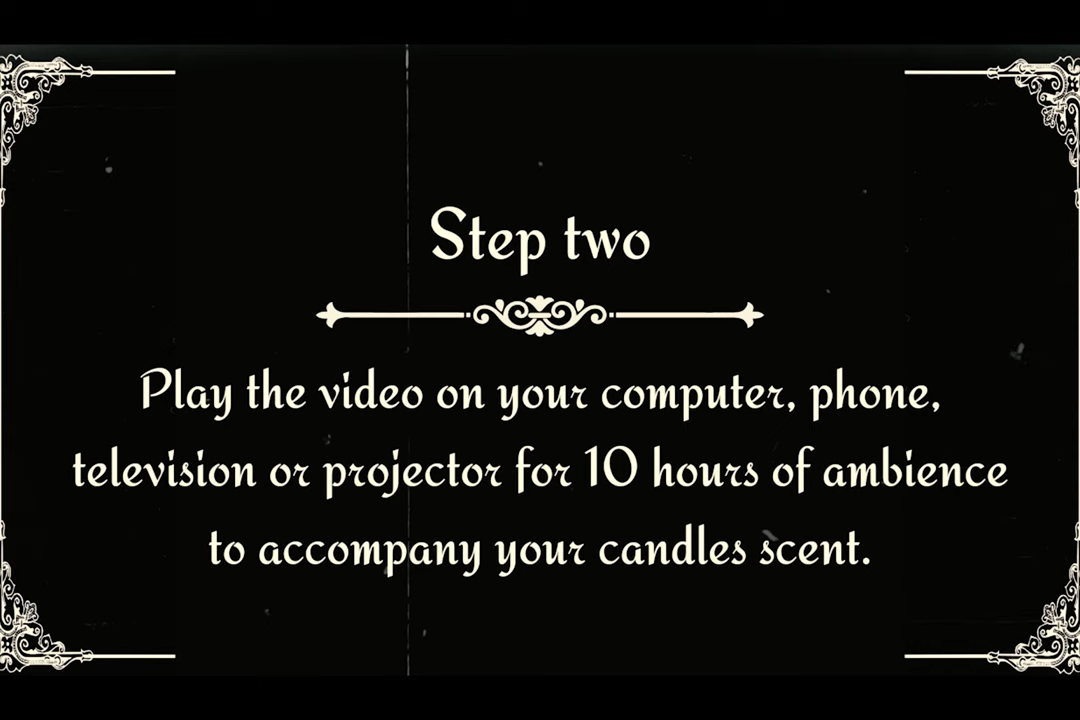 Step two
Play the video on your computer, phone,
television or projector for 10 hours of ambience
to accompany your candles scent.